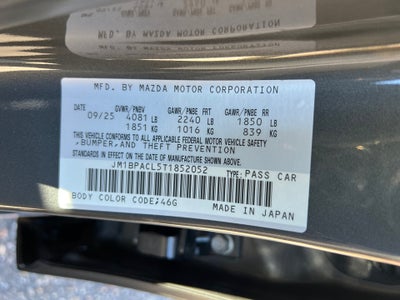 MFD. BY MAZDA MOTOR CORPORATION
DATE GVWR/PNBV GAWR/PNBE FRT GAWR/PNBE RR
09/25 4081 LB 2240 LB 1850 LB
1851 KG 1016 KG 839 KG
THIS VEHICLE CONFORMS TO ALL APPLICABLE FEDERAL MOTOR VEHICLE SAFETY
, BUMPER, AND THEFT PREVENTION
STANDARDS IN EFFECT ON THE DATE OF MANUFACTURE SHOWN ABOVE.
JM1BPACL5T1852052 TYPE:PASS CAR
BODY COLOR CODE:46G MADE IN JAPAN